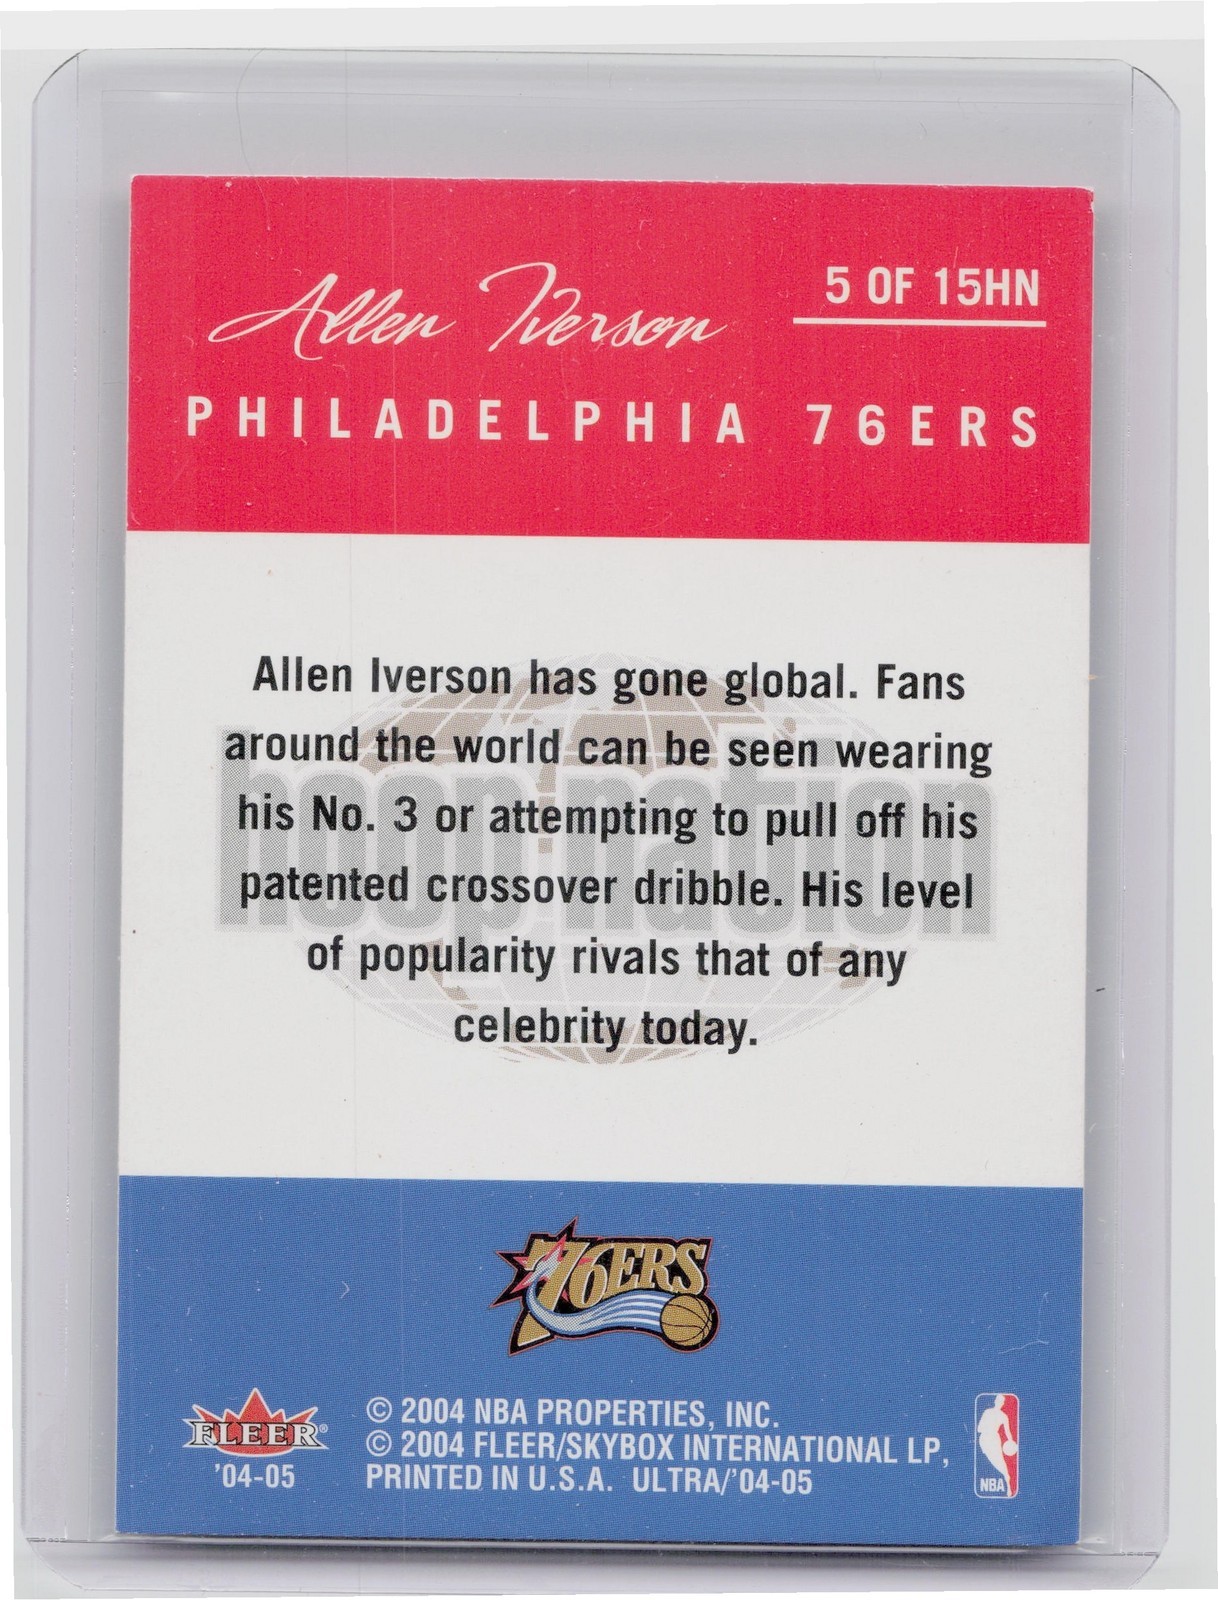 5 OF 15HN
Allen Iverson
PHILADELPHIA 76ERS
hoop nation
Allen Iverson has gone global. Fans
around the world can be seen wearing
his No. 3 or attempting to pull off his
patented crossover dribble. His level
of popularity rivals that of any
celebrity today.
76ERS
FLEER®
'04-05
© 2004 NBA PROPERTIES, INC.
© 2004 FLEER/SKYBOX INTERNATIONAL LP,
PRINTED IN U.S.A. ULTRA/'04-05
NBA